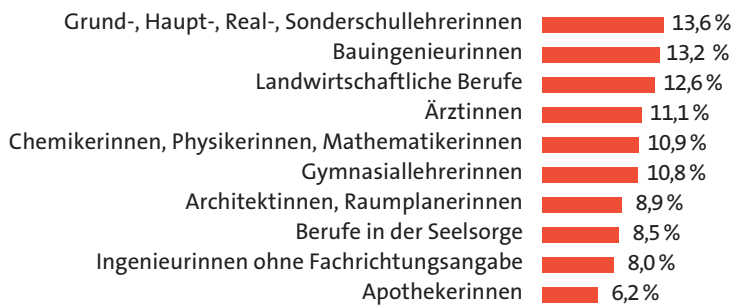 Grund-, Haupt-, Real-, Sonderschullehrerinnen 13,6 %
Bauingenieurinnen 13,2 %
Landwirtschaftliche Berufe 12,6 %
Ärztinnen 11,1 %
Chemikerinnen, Physikerinnen, Mathematikerinnen 10,9 %
Gymnasiallehrerinnen 10,8 %
Architektinnen, Raumplanerinnen 8,9 %
Berufe in der Seelsorge 8,5 %
Ingenieurinnen ohne Fachrichtungsangabe 8,0 %
Apothekerinnen 6,2 %